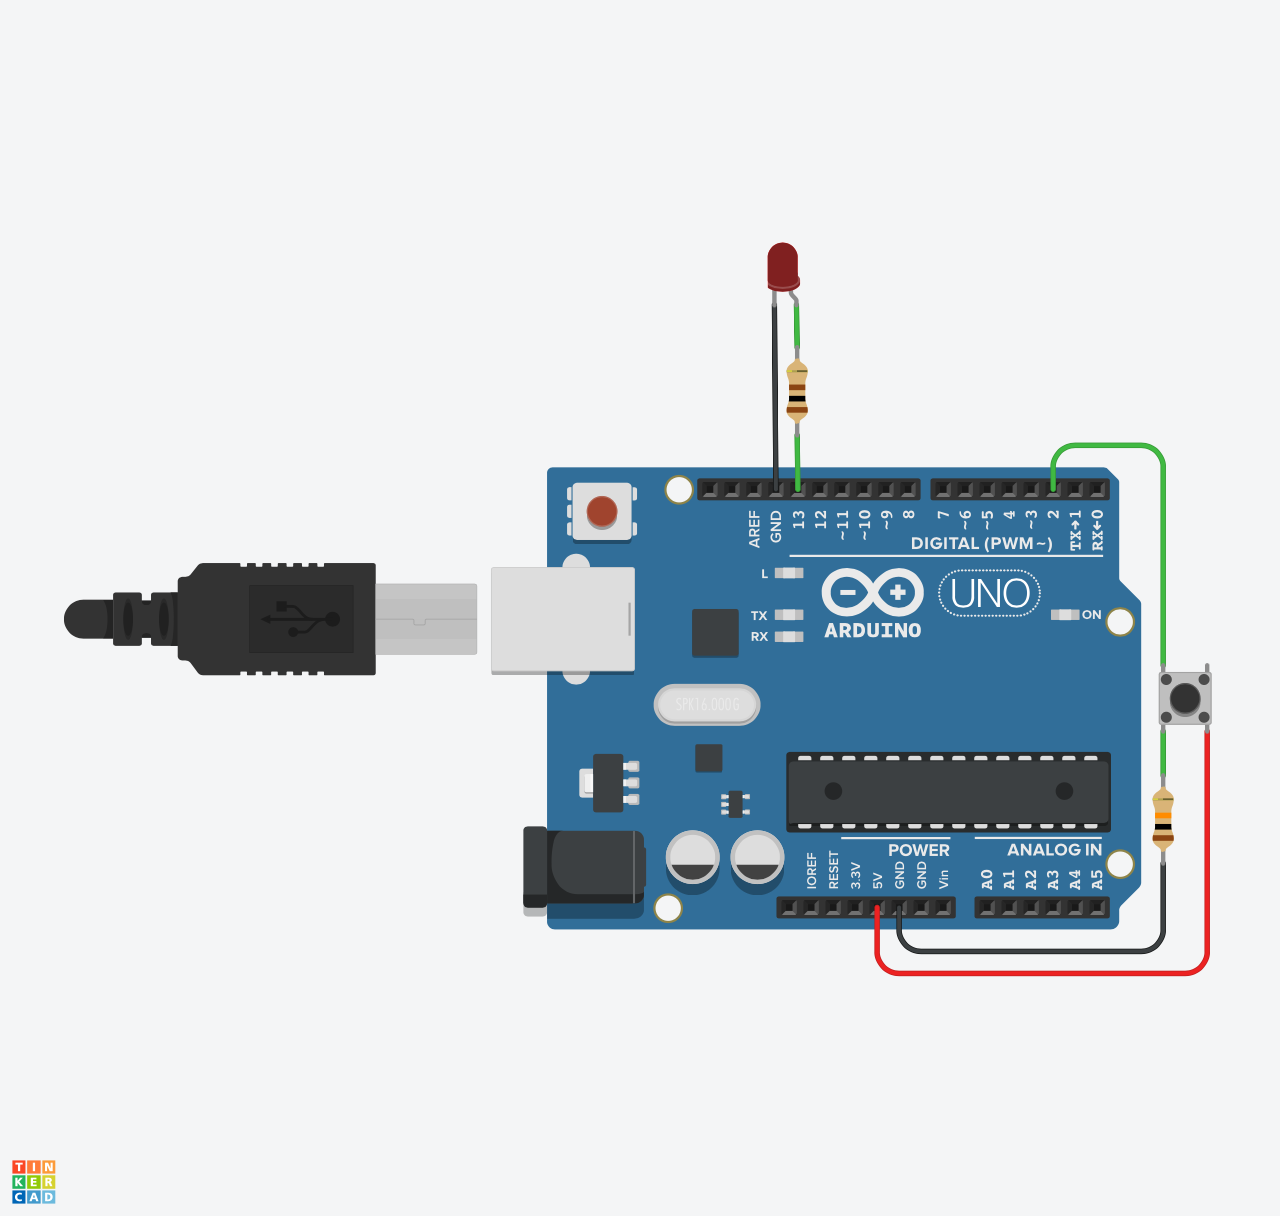 AREF
GND
13
12
~11
~10
~9
8
7
~6
~5
4
~3
2
TX→1
RX←0
DIGITAL (PWM~)
L
TX
RX
ARDUINO
UNO
ON
SPK16.000G
IOREF
RESET
3.3V
5V
GND
GND
Vin
POWER
ANALOG IN
A0
A1
A2
A3
A4
A5
TIN
KER
CAD